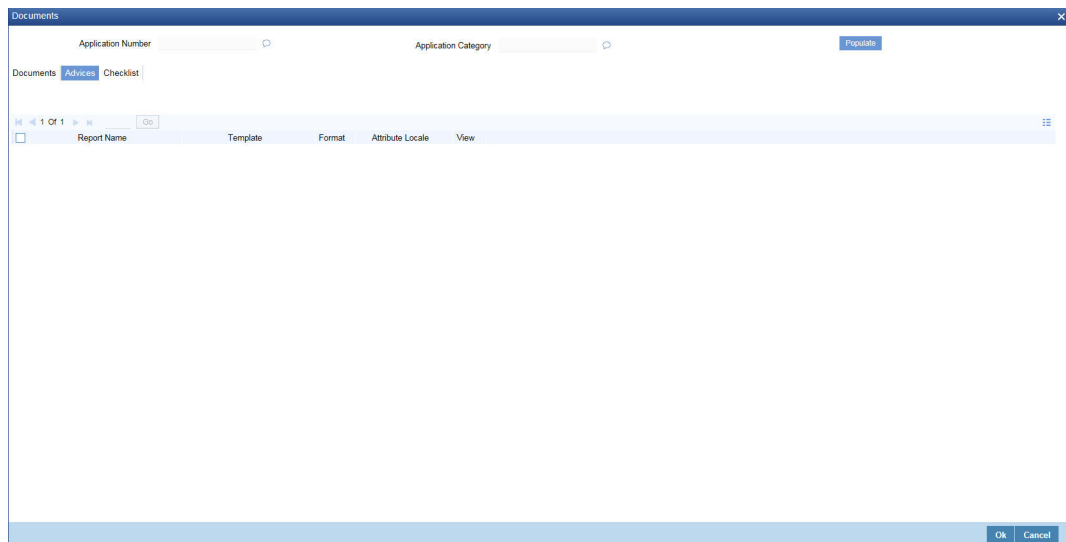 Documents
Application Number Application Category Populate
Documents Advices Checklist
1 Of 1 Go
Report Name Template Format Attribute Locale View
Ok Cancel